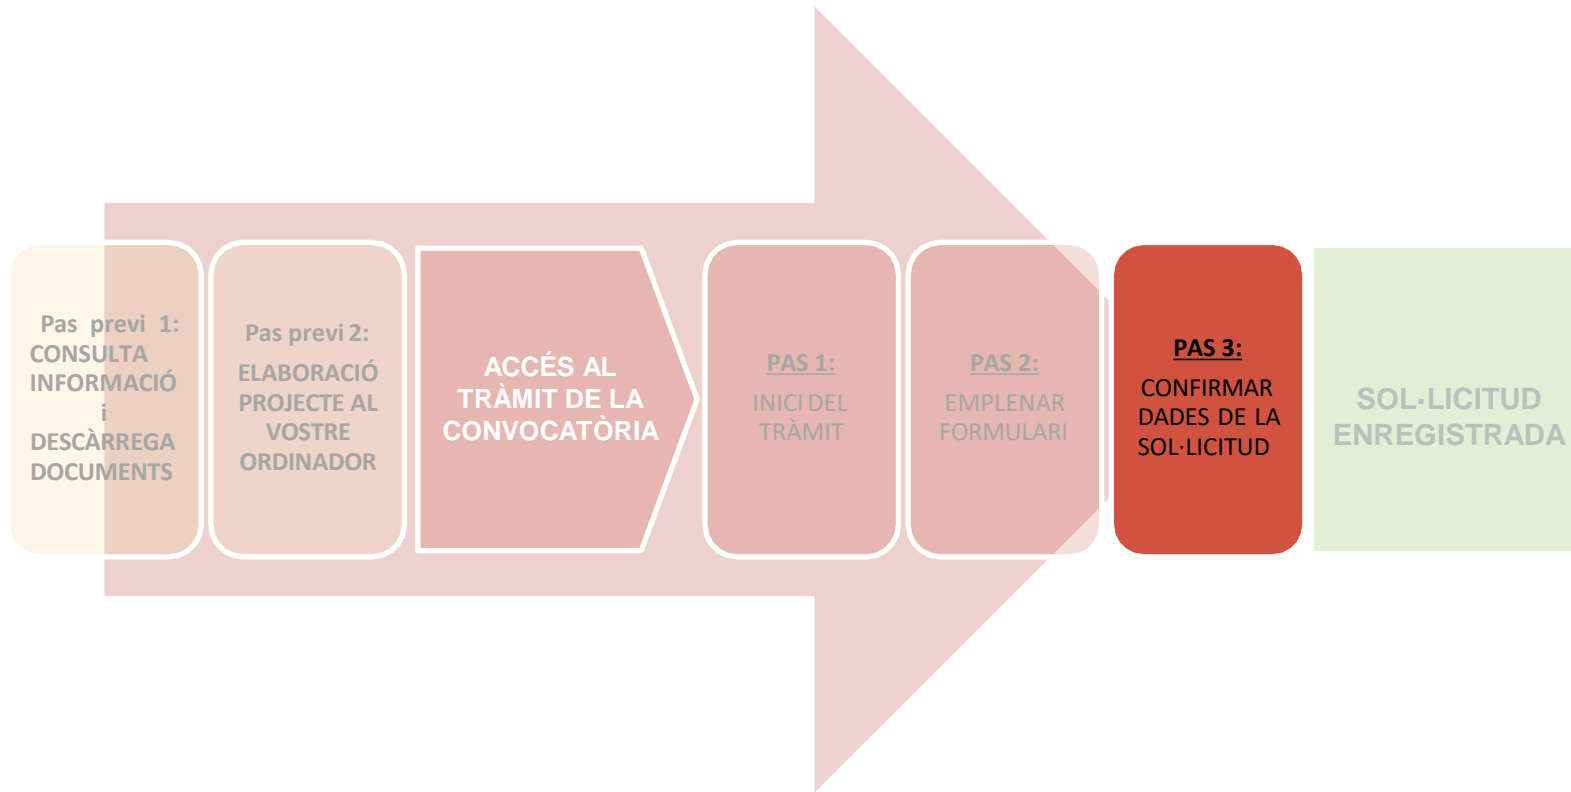 Pas previ 1:
CONSULTA
INFORMACIÓ
i
DESCÀRREGA
DOCUMENTS
Pas previ 2:
ELABORACIÓ
PROJECTE AL
VOSTRE
ORDINADOR
ACCÉS AL
TRÀMIT DE LA
CONVOCATÒRIA
PAS 1:
INICI DEL
TRÀMIT
PAS 2:
EMPLENAR
FORMULARI
PAS 3:
CONFIRMAR
DADES DE LA
SOL·LICITUD
SOL·LICITUD
ENREGISTRADA